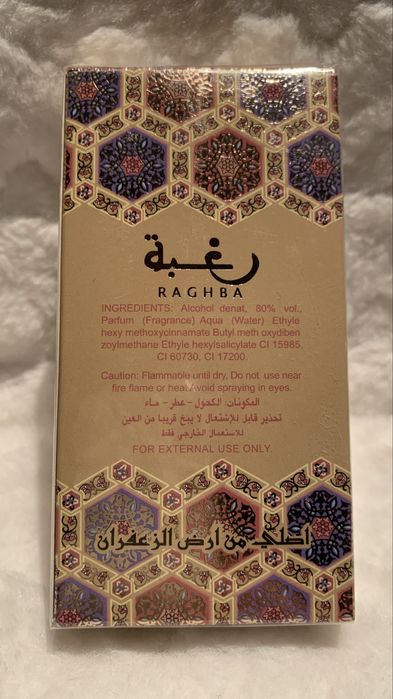 رغبة
RAGHBA
INGREDIENTS: Alcohol denat, 80% vol.,
Parfum (Fragrance) Aqua (Water) Ethyle
hexy methoxycinnamate Butyl meth oxydiben
zoylmethane Ethyle hexylsalicylate CI 15985,
CI 60730, CI 17200.
Caution: Flammable until dry, Do not use near
fire flame or heat Avoid spraying in eyes.
المكونات: الكحول - عطر - ماء
تحذير قابل للإشتعال لا يبخ قريبا من العين
للاستعمال الخارجي فقط
FOR EXTERNAL USE ONLY.
اصلي من ارض الزعفران